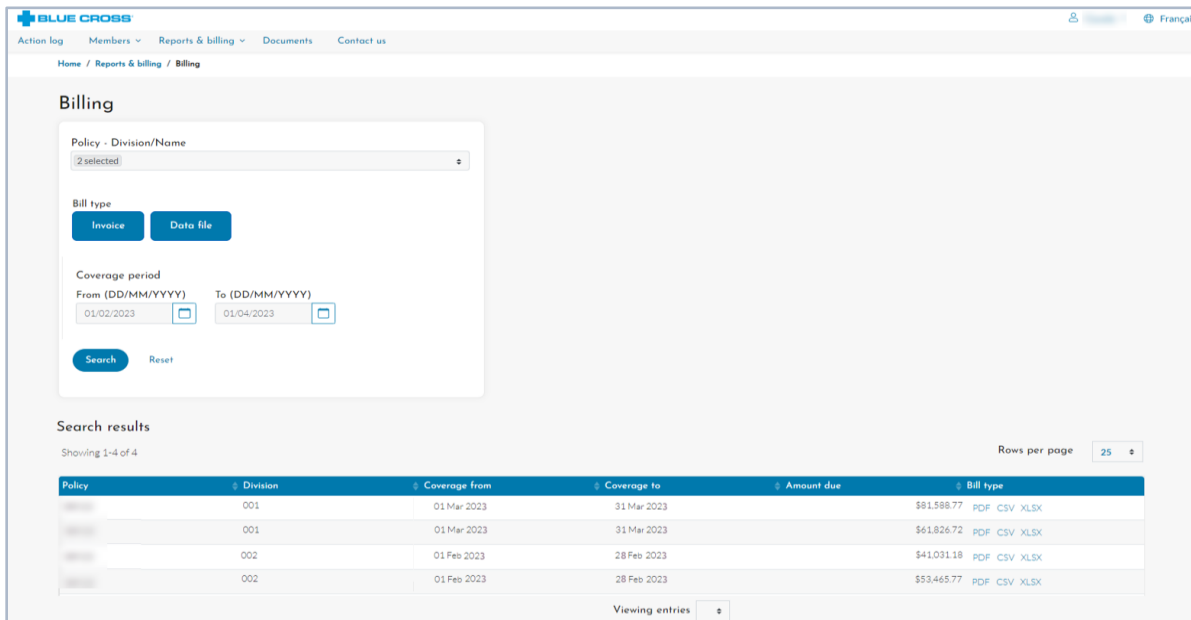 BLUE CROSS
Françai
Action log Members Reports & billing Documents Contact us
Home / Reports & billing / Billing
Billing
Policy - Division/Name
2 selected
Bill type
Invoice Data file
Coverage period
From (DD/MM/YYYY) To (DD/MM/YYYY)
01/02/2023 01/04/2023
Search Reset
Search results
Showing 1-4 of 4 Rows per page 25
Policy Division Coverage from Coverage to Amount due Bill type
001 01 Mar 2023 31 Mar 2023 $81,588.77 PDF CSV XLSX
001 01 Mar 2023 31 Mar 2023 $61,826.72 PDF CSV XLSX
002 01 Feb 2023 28 Feb 2023 $41,031.18 PDF CSV XLSX
002 01 Feb 2023 28 Feb 2023 $53,465.77 PDF CSV XLSX
Viewing entries